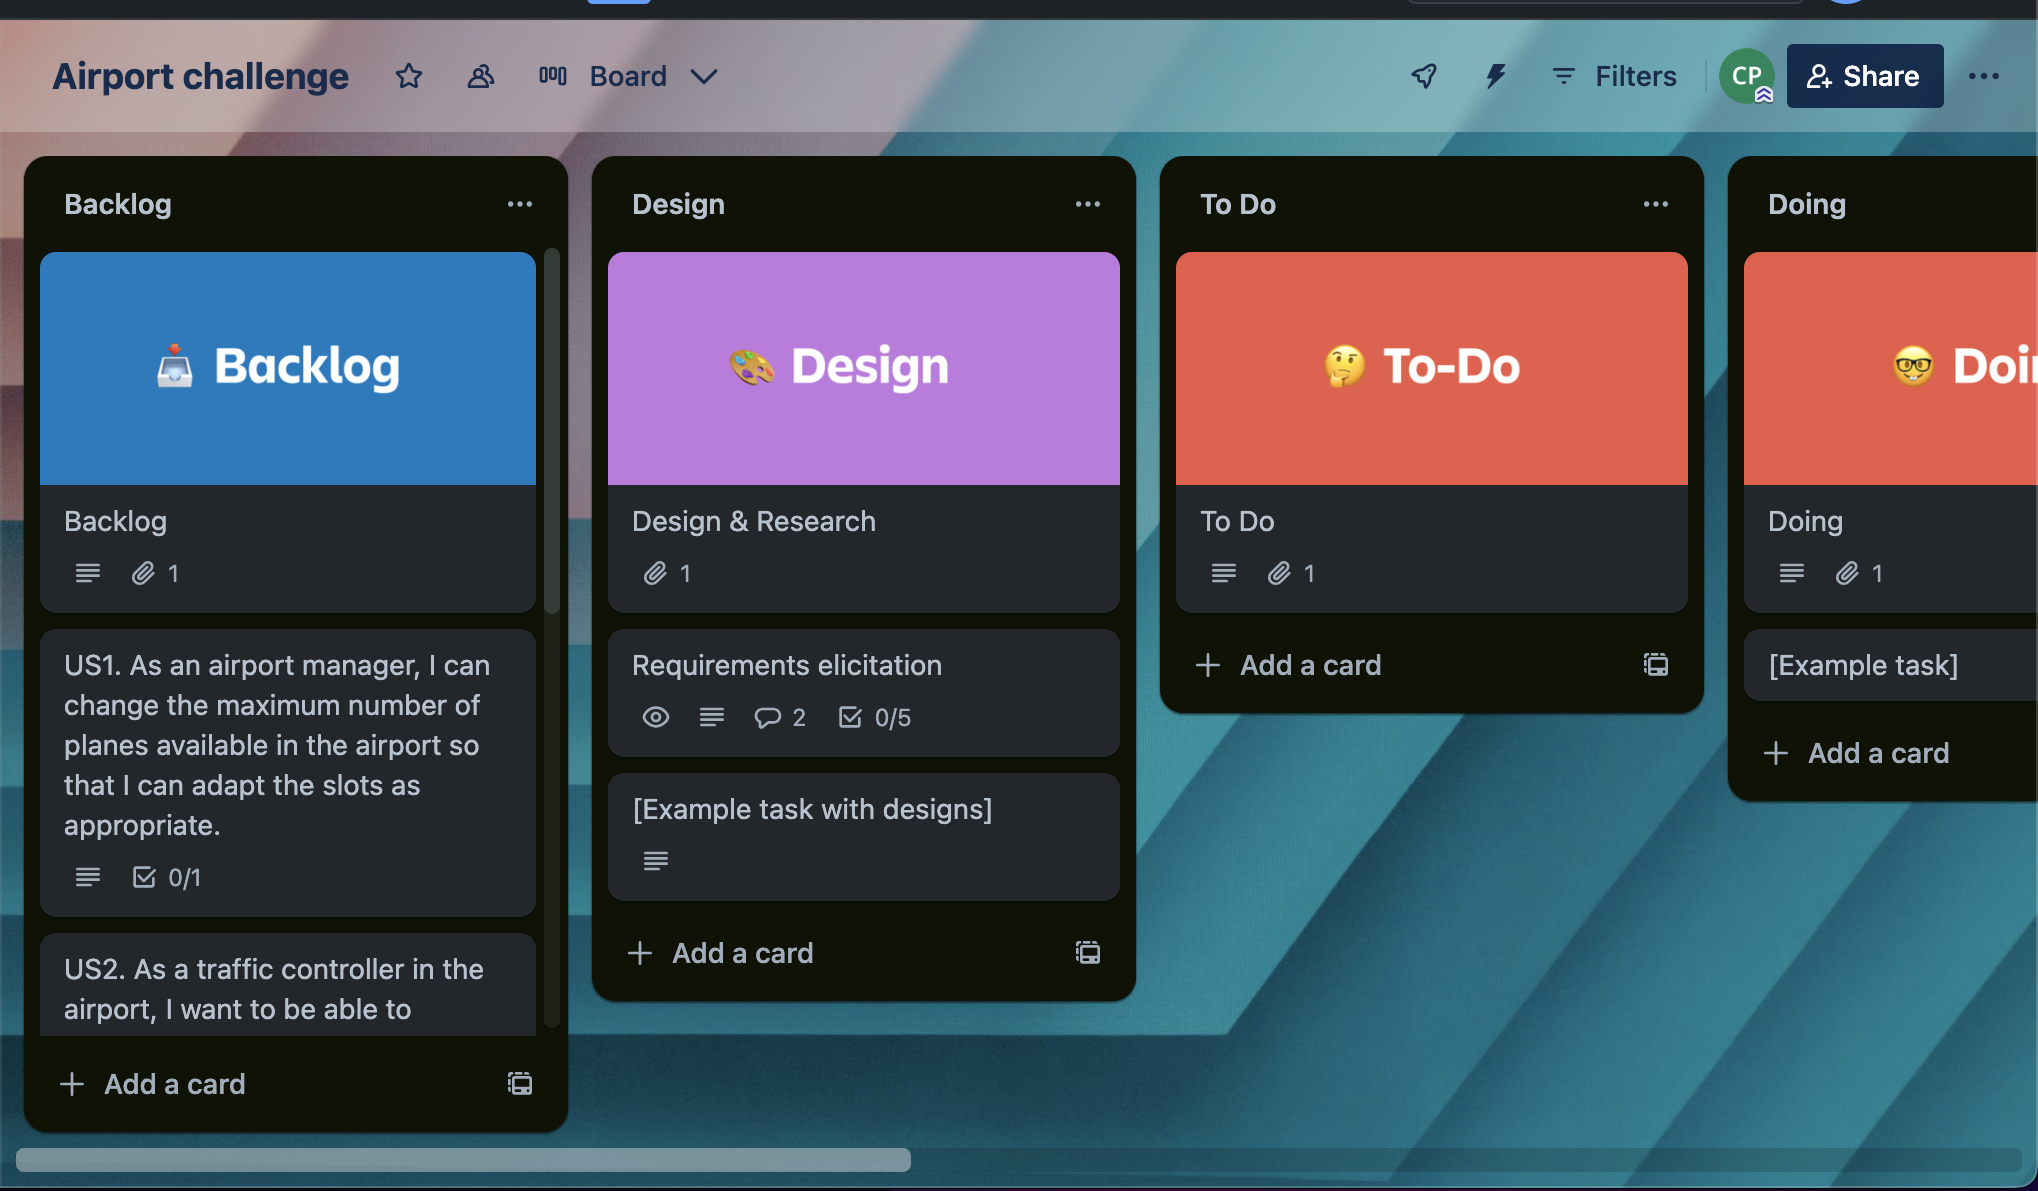 Airport challenge
Board
Filters
CP
Share
Backlog
Backlog
Backlog
1
US1. As an airport manager, I can
change the maximum number of
planes available in the airport so
that I can adapt the slots as
appropriate.
0/1
US2. As a traffic controller in the
airport, I want to be able to
Add a card
Design
Design
Design & Research
1
Requirements elicitation
2
0/5
[Example task with designs]
Add a card
To Do
To-Do
To Do
1
Add a card
Doing
Doing
1
[Example task]
Add a card